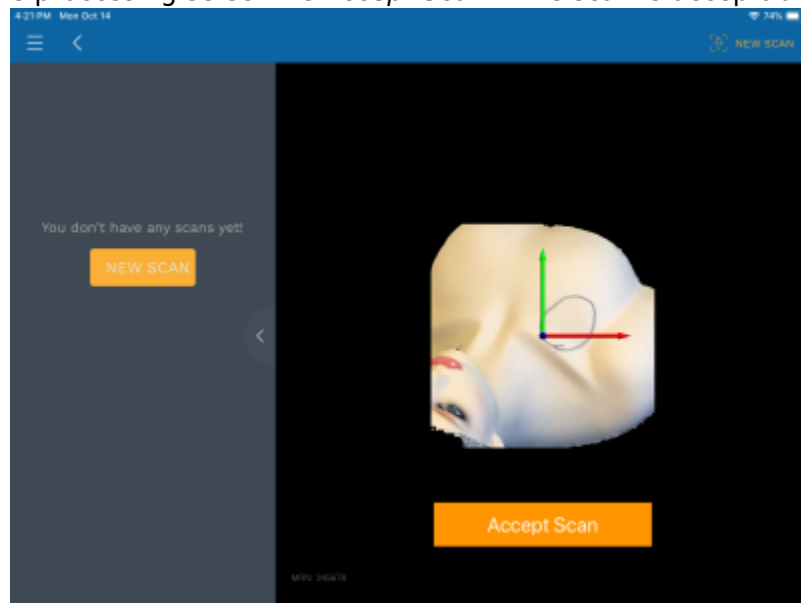 4:21 PM Mon Oct 14
74%
NEW SCAN
You don't have any scans yet!
NEW SCAN
Accept Scan